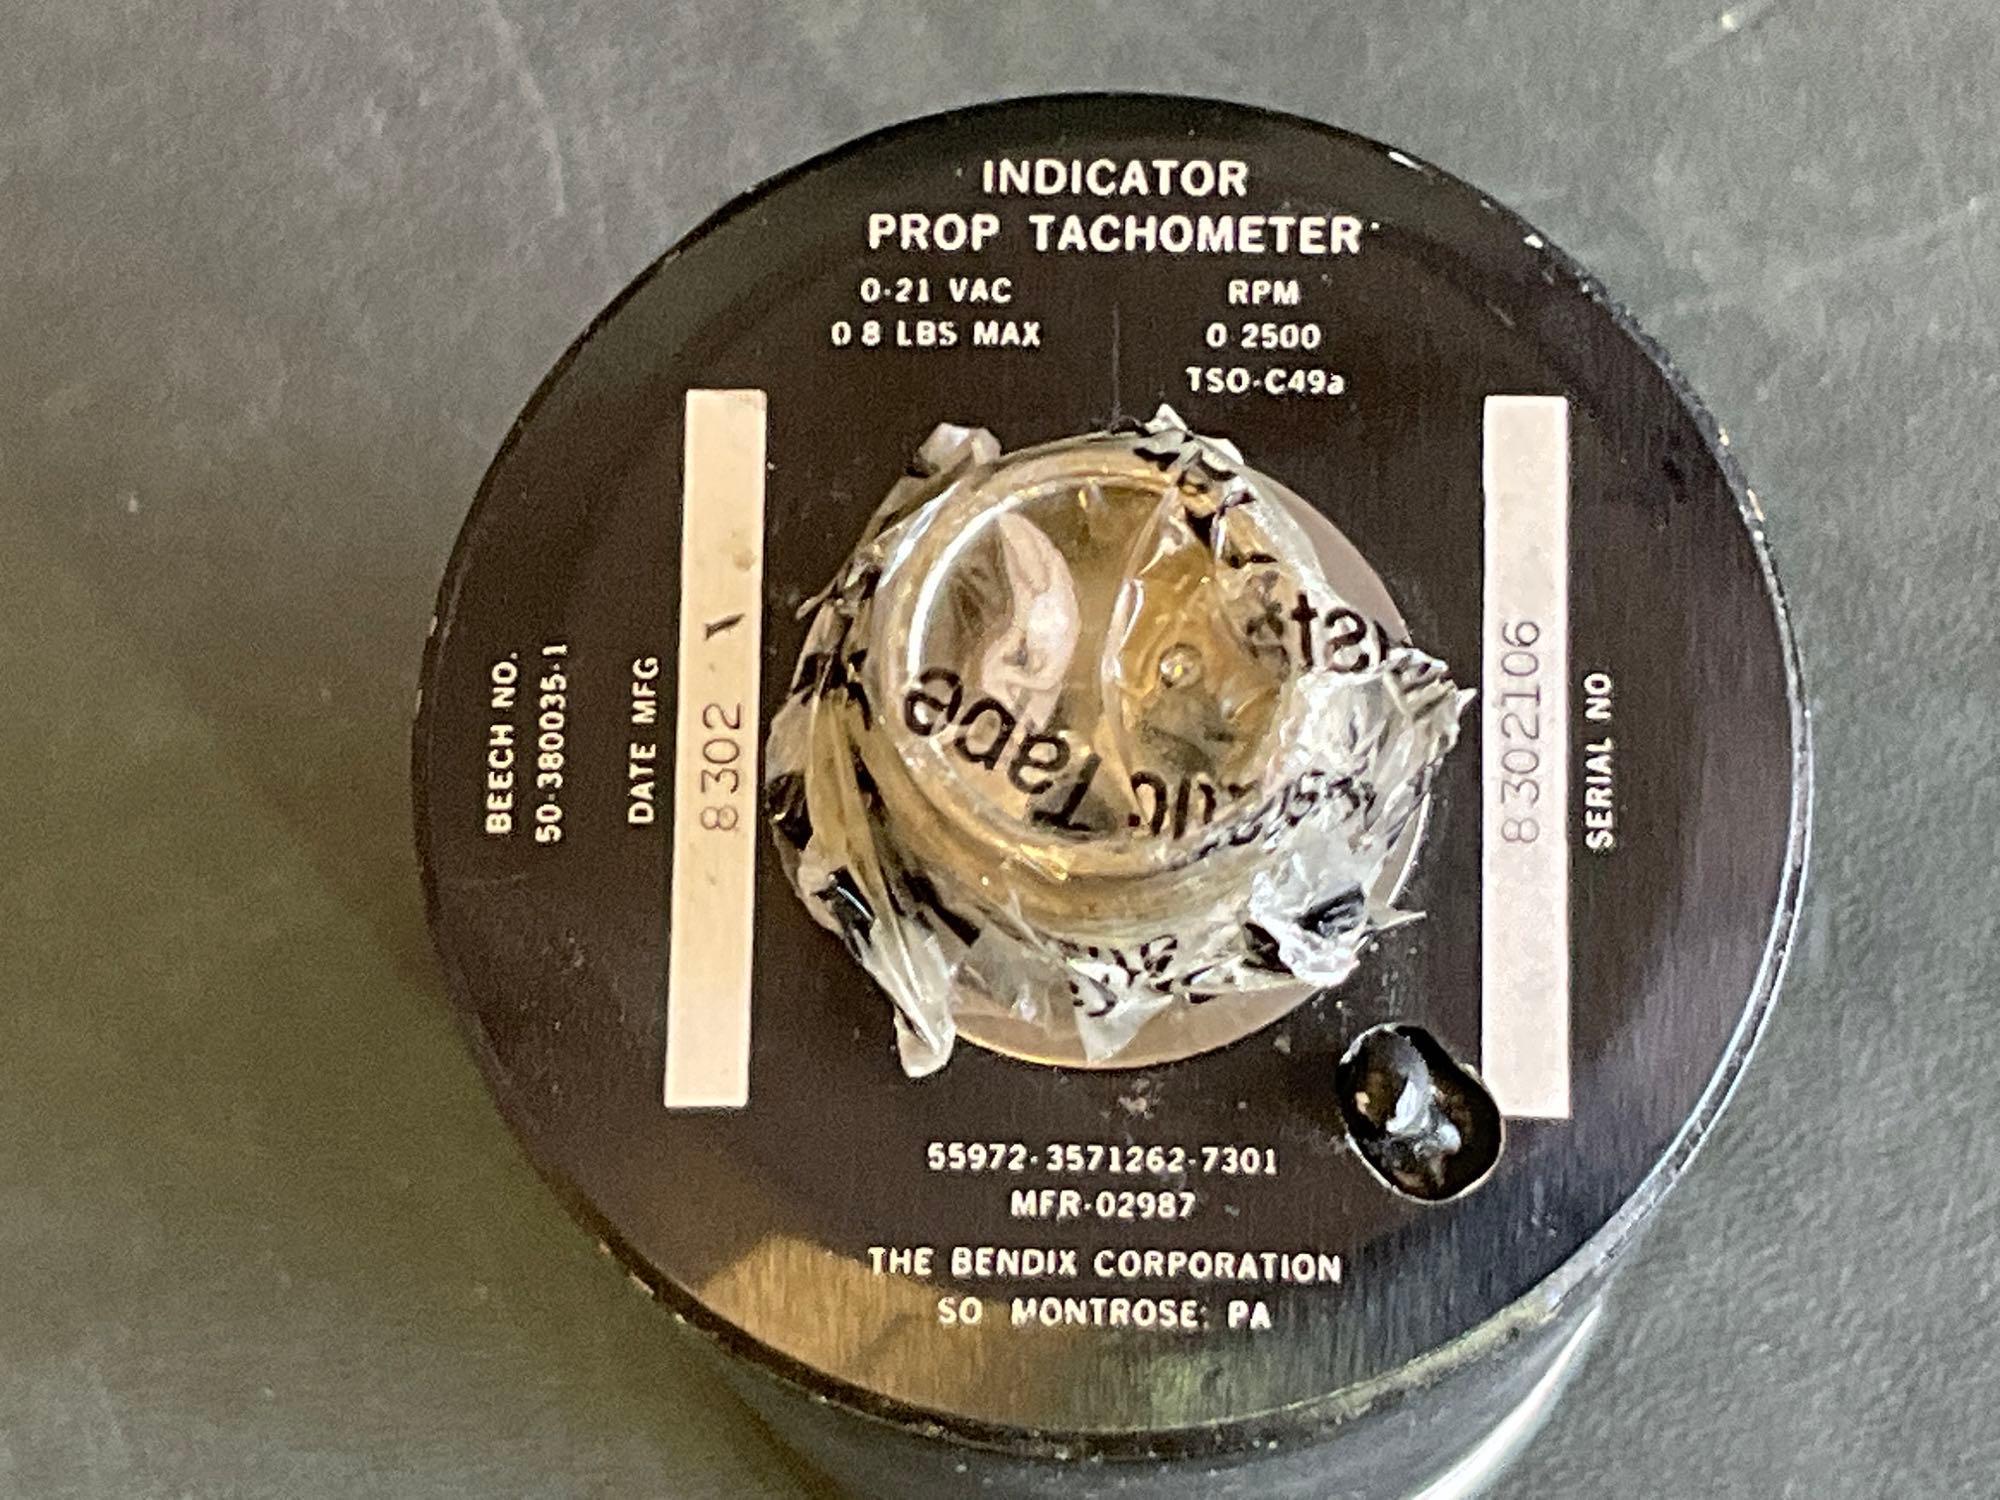 INDICATOR
PROP TACHOMETER
0-21 VAC
0 8 LBS MAX
RPM
0 2500
TSO-C49a
BEECH NO.
50-380035-1
DATE MFG
8302
Tape
8302106
SERIAL NO
55972-3571262-7301
MFR-02987
THE BENDIX CORPORATION
SO MONTROSE, PA